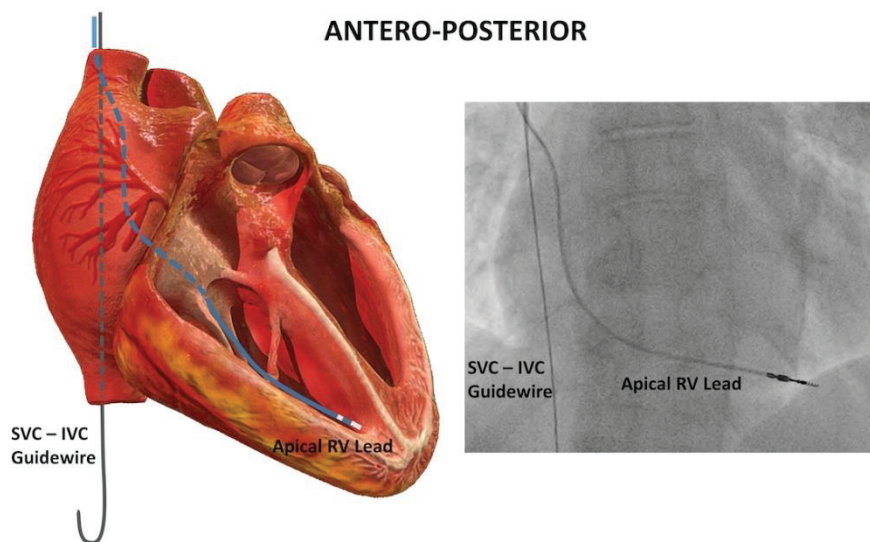 ANTERO-POSTERIOR
SVC – IVC
Guidewire
Apical RV Lead
SVC – IVC
Guidewire
Apical RV Lead